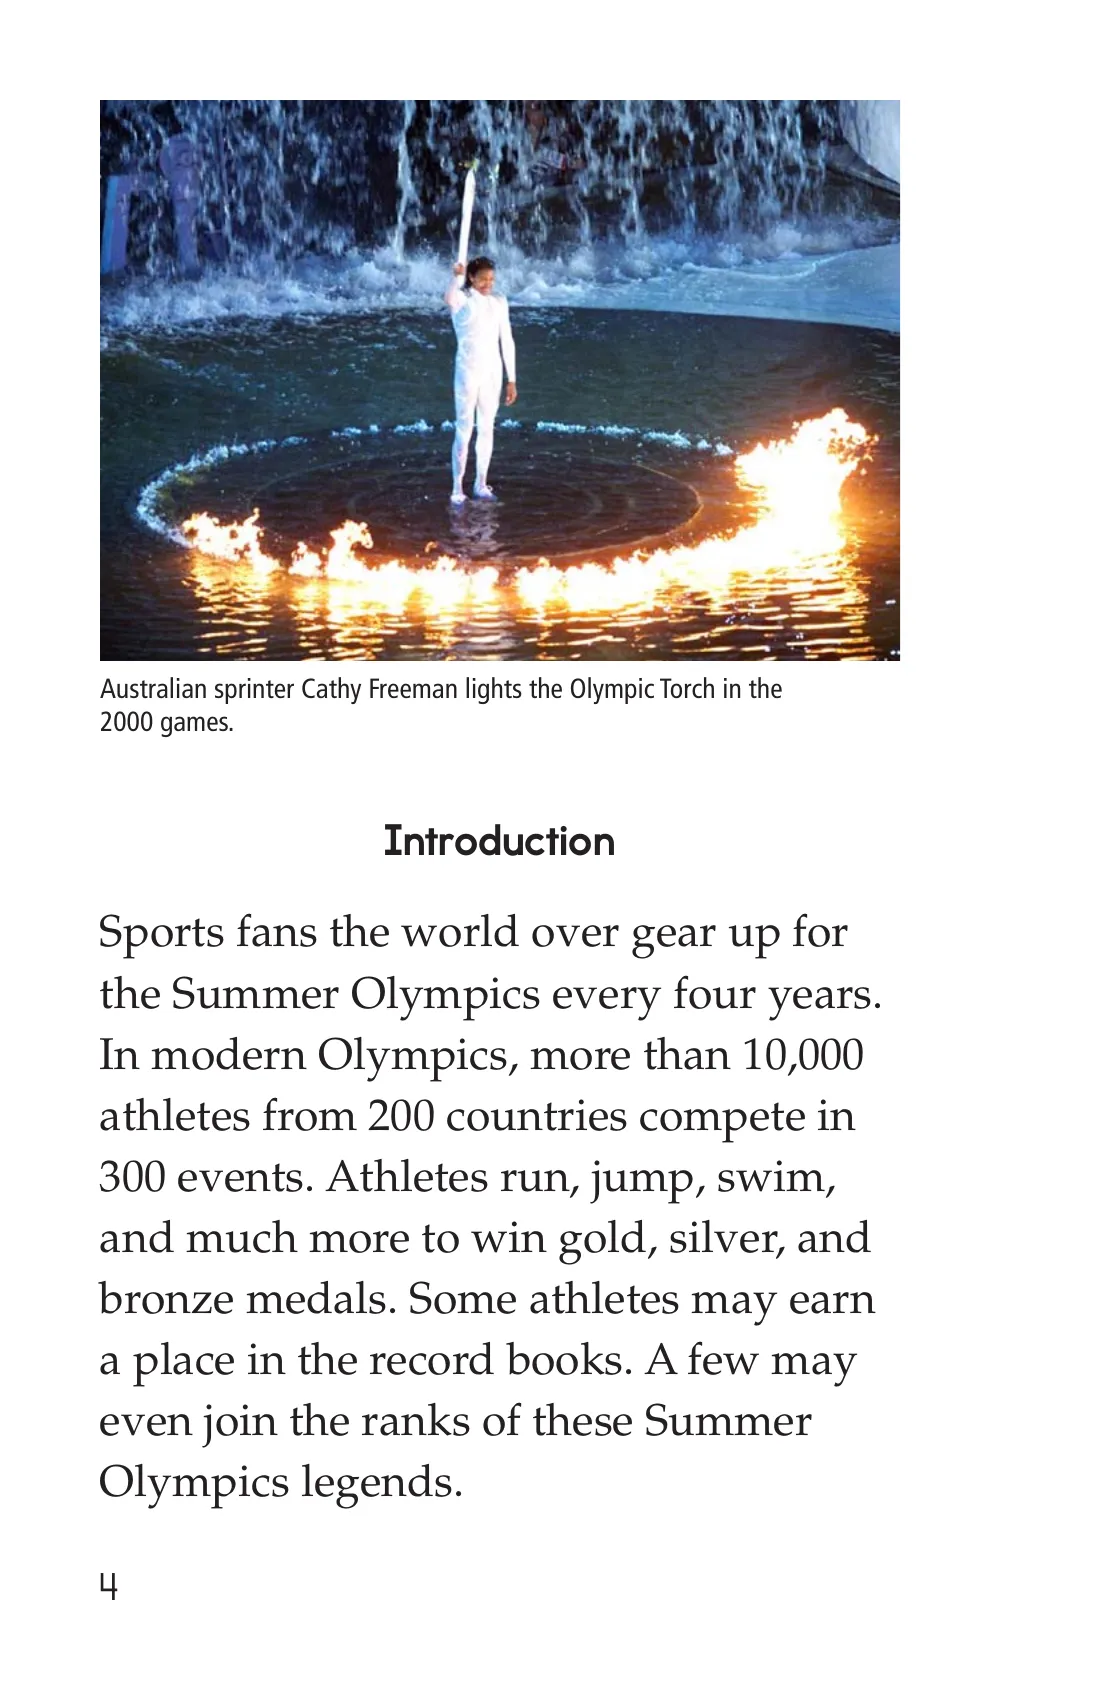 Australian sprinter Cathy Freeman lights the Olympic Torch in the
2000 games.
Introduction
Sports fans the world over gear up for
the Summer Olympics every four years.
In modern Olympics, more than 10,000
athletes from 200 countries compete in
300 events. Athletes run, jump, swim,
and much more to win gold, silver, and
bronze medals. Some athletes may earn
a place in the record books. A few may
even join the ranks of these Summer
Olympics legends.
4